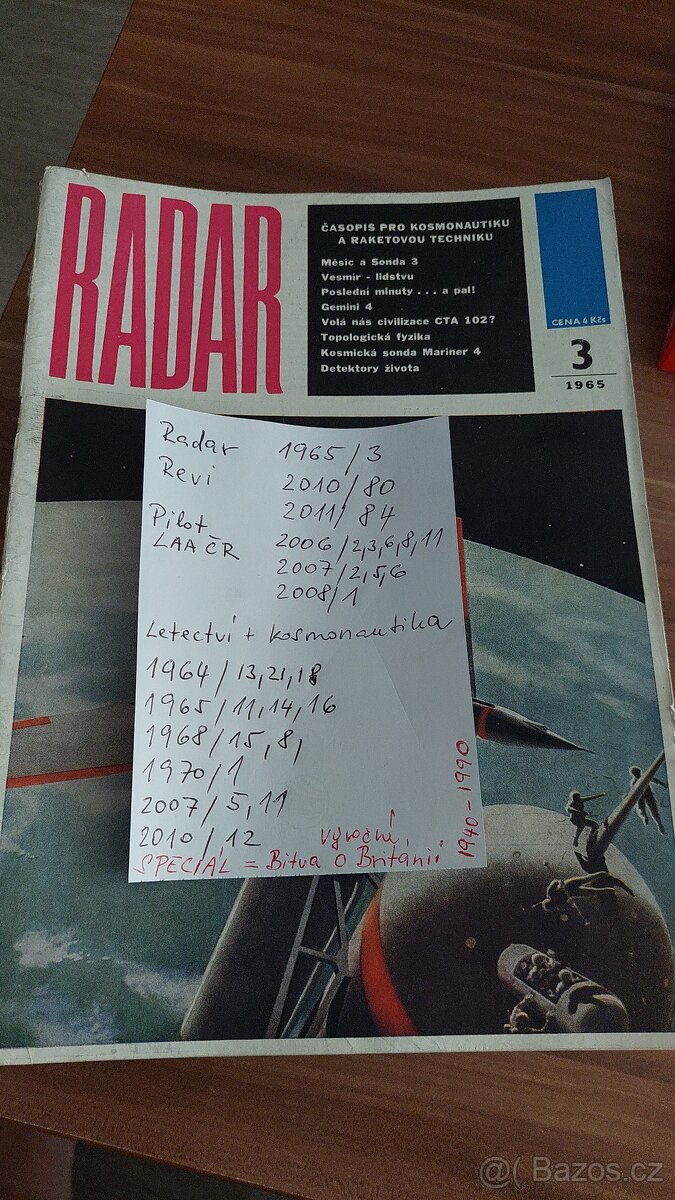 RADAR
ČASOPIS PRO KOSMONAUTIKU
A RAKETOVOU TECHNIKU
Měsíc a Sonda 3
Vesmír - lidstvu
Poslední minuty . . . a pal!
Gemini 4
Volá nás civilizace CTA 102?
Topologická fyzika
Kosmická sonda Mariner 4
Detektory života
CENA 4 Kčs
3
1965
Radar 1965/3
Revi 2010/80
2011/84
Pilot
LAA ČR 2006/2,3,6,8,11
2007/2,5,6
2008/1
Letectví + kosmonautika
1964/13,21,18
1965/11,14,16
1968/15,8,
1970/1
2007/5,11
2010/12 výroční
SPECIÁL = Bitva o Británii
1940-1990
@( Bazos.cz